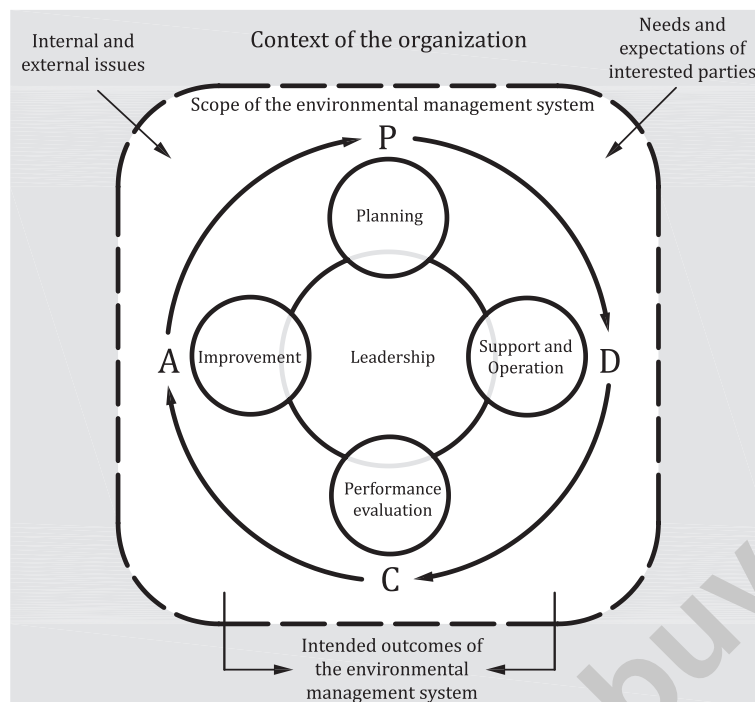 Internal and
external issues
Context of the organization
Needs and
expectations of
interested parties
Scope of the environmental management system
P
Planning
A
Improvement
Leadership
Support and
Operation
D
Performance
evaluation
C
Intended outcomes of
the environmental
management system
buy